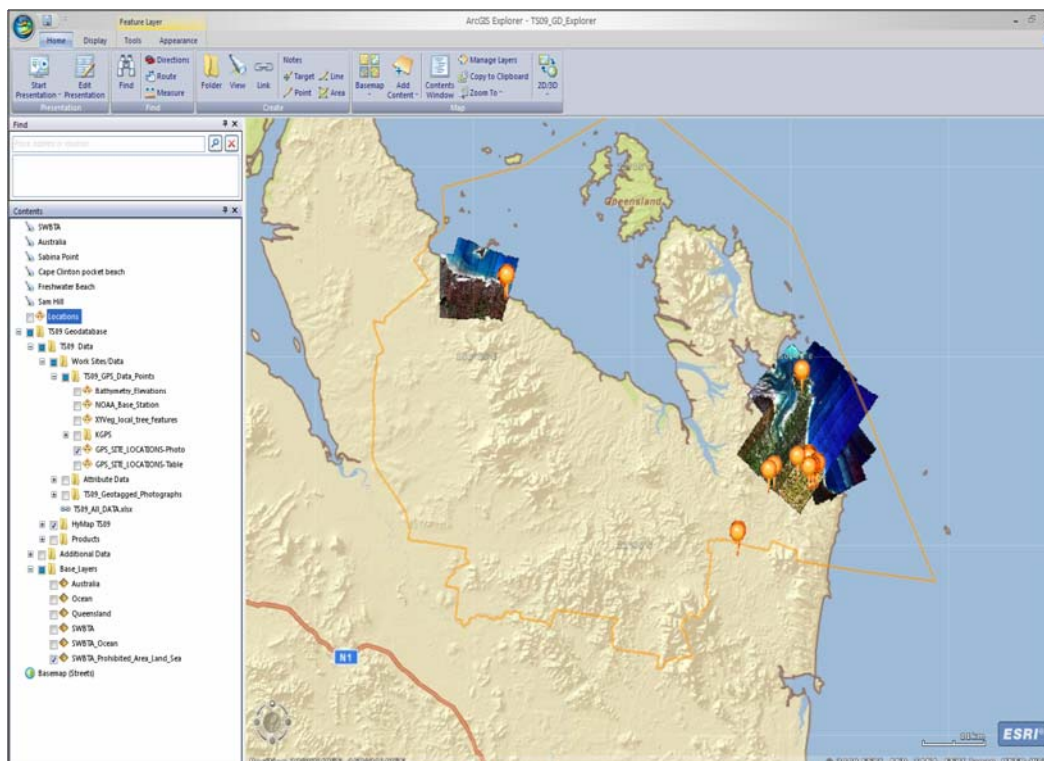 Feature Layer
ArcGIS Explorer - TS09_GD_Explorer
Home Display Tools Appearance
Start Presentation
Edit Presentation
Presentation
Find
Directions
Route
Measure
Find
Folder View Link
Notes
Target Line
Point Area
Create
Basemap
Add Content
Contents Window
Manage Layers
Copy to Clipboard
Zoom To
2D/3D
Map
Find
Contents
SWBTA
Australia
Sabina Point
Cape Clinton pocket beach
Freshwater Beach
Sam Hill
Locations
TS09 Geodatabase
TS09 Data
Work Sites/Data
TS09_GPS_Data_Points
Bathymetry_Elevations
NOAA_Base_Station
XYVeg_local_tree_features
KGPS
GPS_SITE_LOCATIONS-Photo
GPS_SITE_LOCATIONS-Table
Attribute Data
TS09_Geotagged_Photographs
TS09_All_DATA.xlsx
HyMap TS09
Products
Additional Data
Base_Layers
Australia
Ocean
Queensland
SWBTA
SWBTA_Ocean
SWBTA_Prohibited_Area_Land_Sea
Basemap (Streets)
Queensland
N1
ESRI